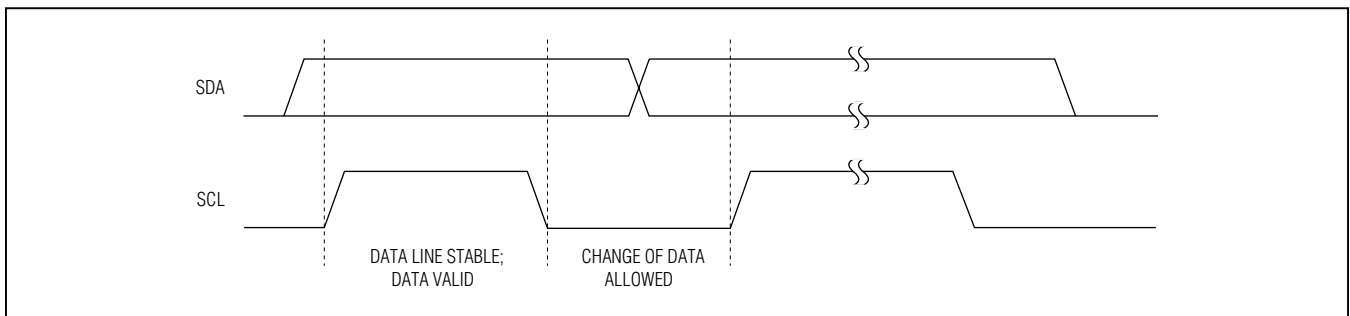 SDA
SCL
DATA LINE STABLE;
DATA VALID
CHANGE OF DATA
ALLOWED